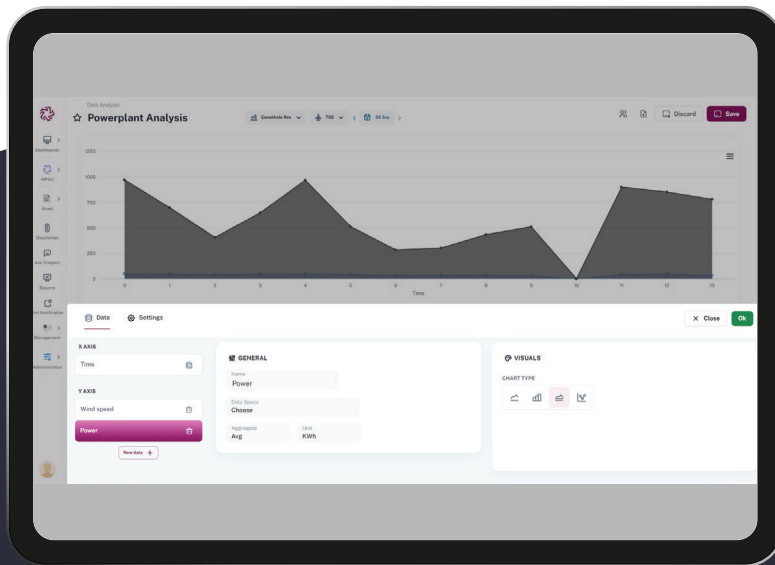 Data Analysis
Powerplant Analysis
T02
26 Sep
Discard
Save
Dashboards
Asset
Reports
Management
Administration
1250
1000
750
500
250
0
0 1 2 3 4 5 6 7 8 9 10 11 12 13
Time
Data
Settings
Close
Ok
X AXIS
Time
Y AXIS
Wind speed
Power
New data +
GENERAL
Name
Power
Data Space
Choose
Aggregate Unit
Avg KWh
VISUALS
CHART TYPE